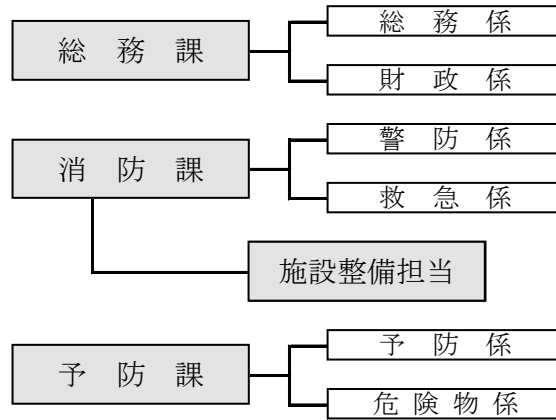 総務課
総務係
財政係
消防課
警防係
救急係
施設整備担当
予防課
予防係
危険物係